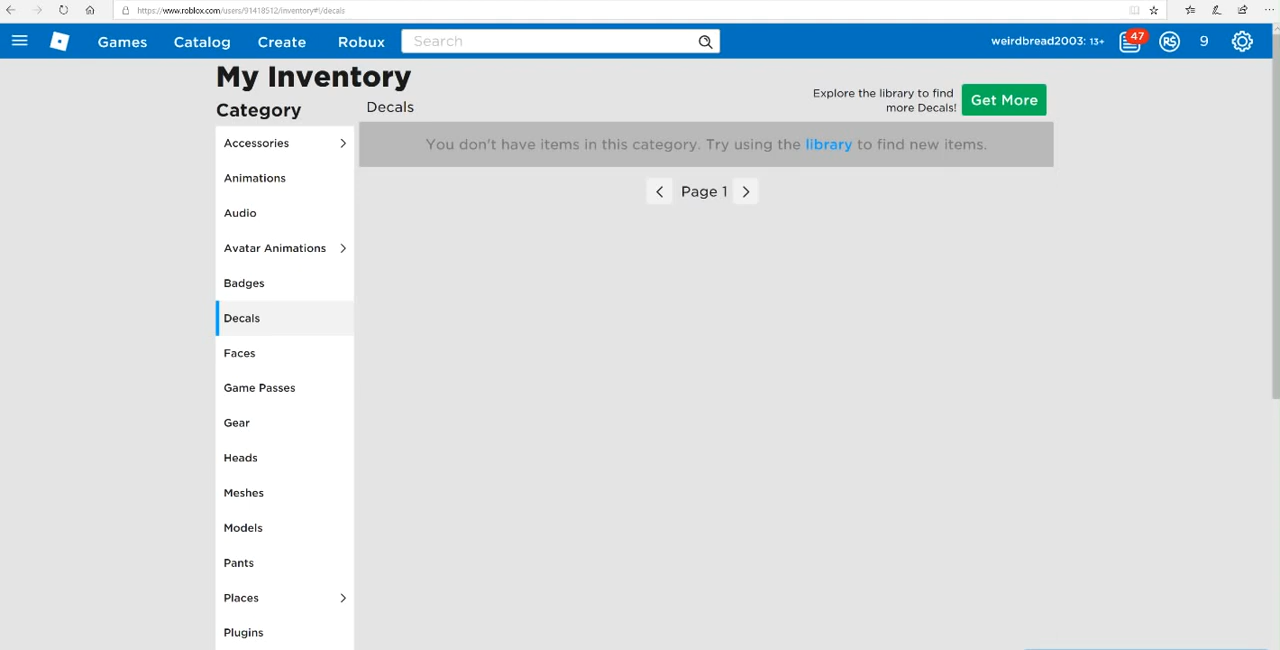 https://www.roblox.com/users/91418512/inventory#!/decals
Games
Catalog
Create
Robux
Search
weirdbread2003: 13+
47
R$
9
My Inventory
Category
Decals
Explore the library to find
more Decals!
Get More
Accessories
You don't have items in this category. Try using the library to find new items.
Animations
Page 1
Audio
Avatar Animations
Badges
Decals
Faces
Game Passes
Gear
Heads
Meshes
Models
Pants
Places
Plugins